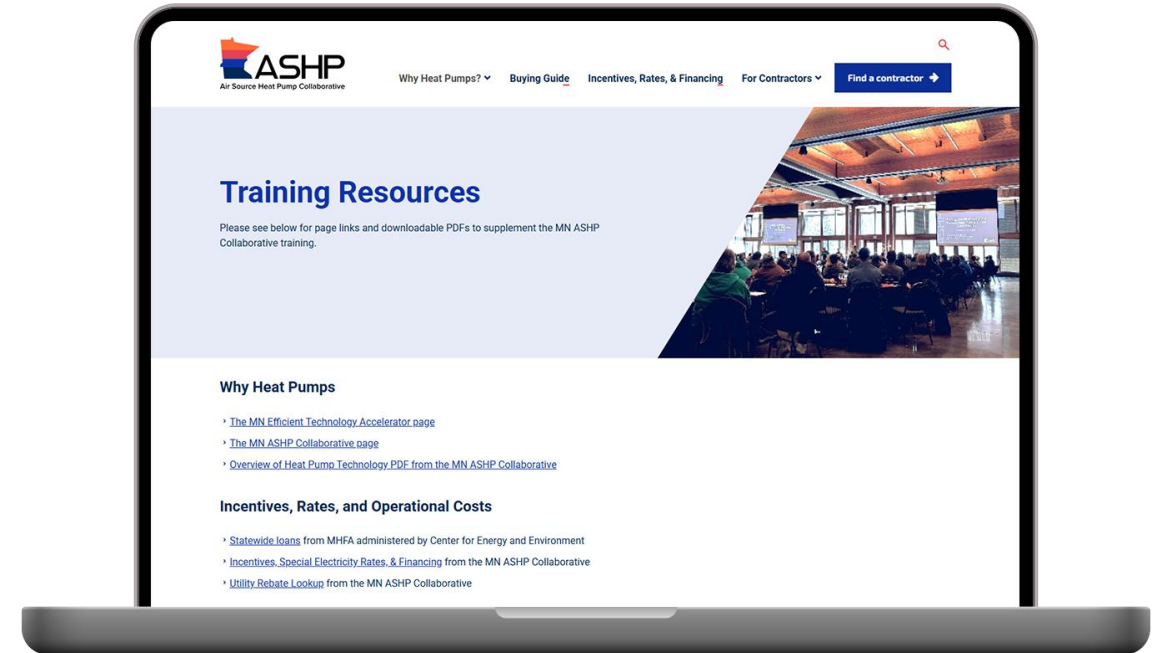 ASHP
Air Source Heat Pump Collaborative
Why Heat Pumps?
Buying Guide
Incentives, Rates, & Financing
For Contractors
Find a contractor
Training Resources
Please see below for page links and downloadable PDFs to supplement the MN ASHP
Collaborative training.
Why Heat Pumps
The MN Efficient Technology Accelerator page
The MN ASHP Collaborative page
Overview of Heat Pump Technology PDF from the MN ASHP Collaborative
Incentives, Rates, and Operational Costs
Statewide loans from MHFA administered by Center for Energy and Environment
Incentives, Special Electricity Rates, & Financing from the MN ASHP Collaborative
Utility Rebate Lookup from the MN ASHP Collaborative